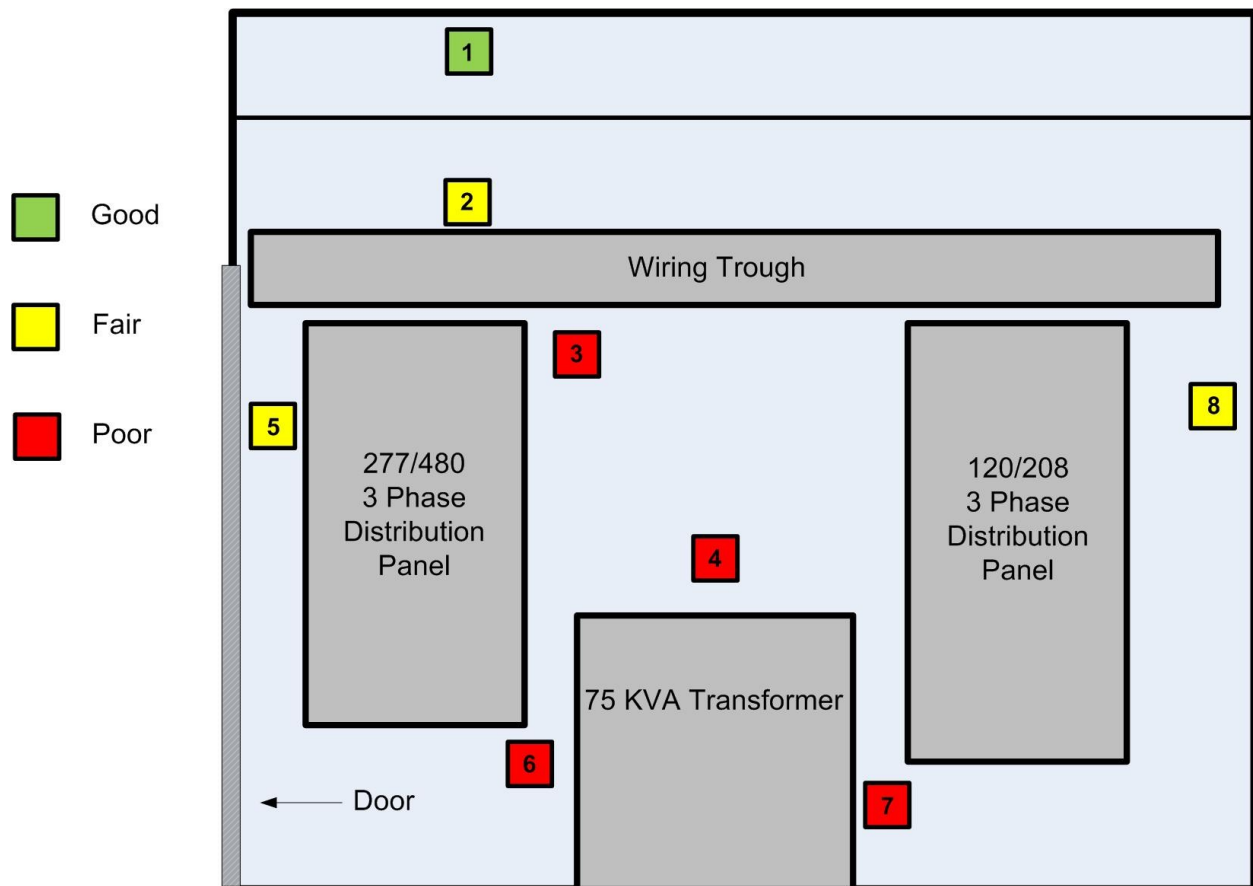 1
Good
2
Wiring Trough
Fair
3
8
Poor
5
277/480
3 Phase
Distribution
Panel
120/208
3 Phase
Distribution
Panel
4
75 KVA Transformer
6
Door
7